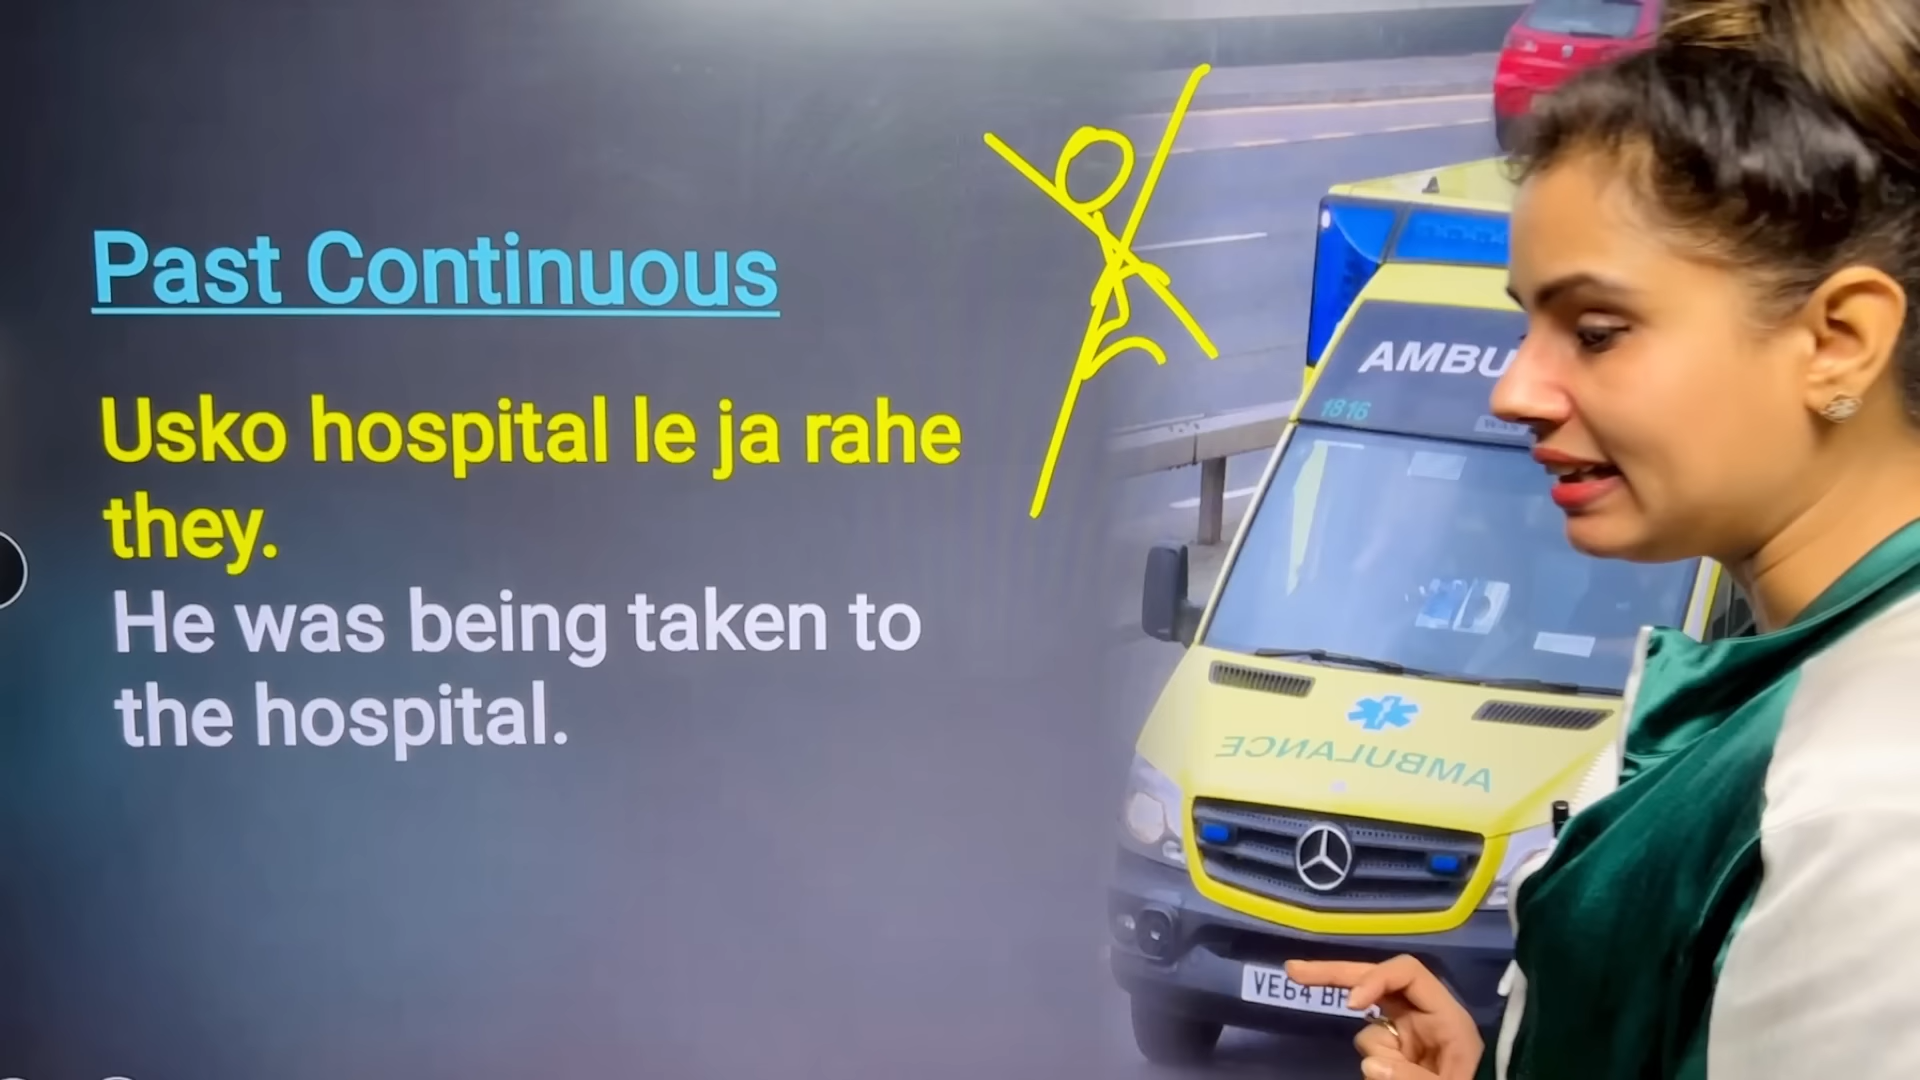 Past Continuous
Usko hospital le ja rahe
they.
He was being taken to
the hospital.
AMBU
1816
AMBULANCE
VE64